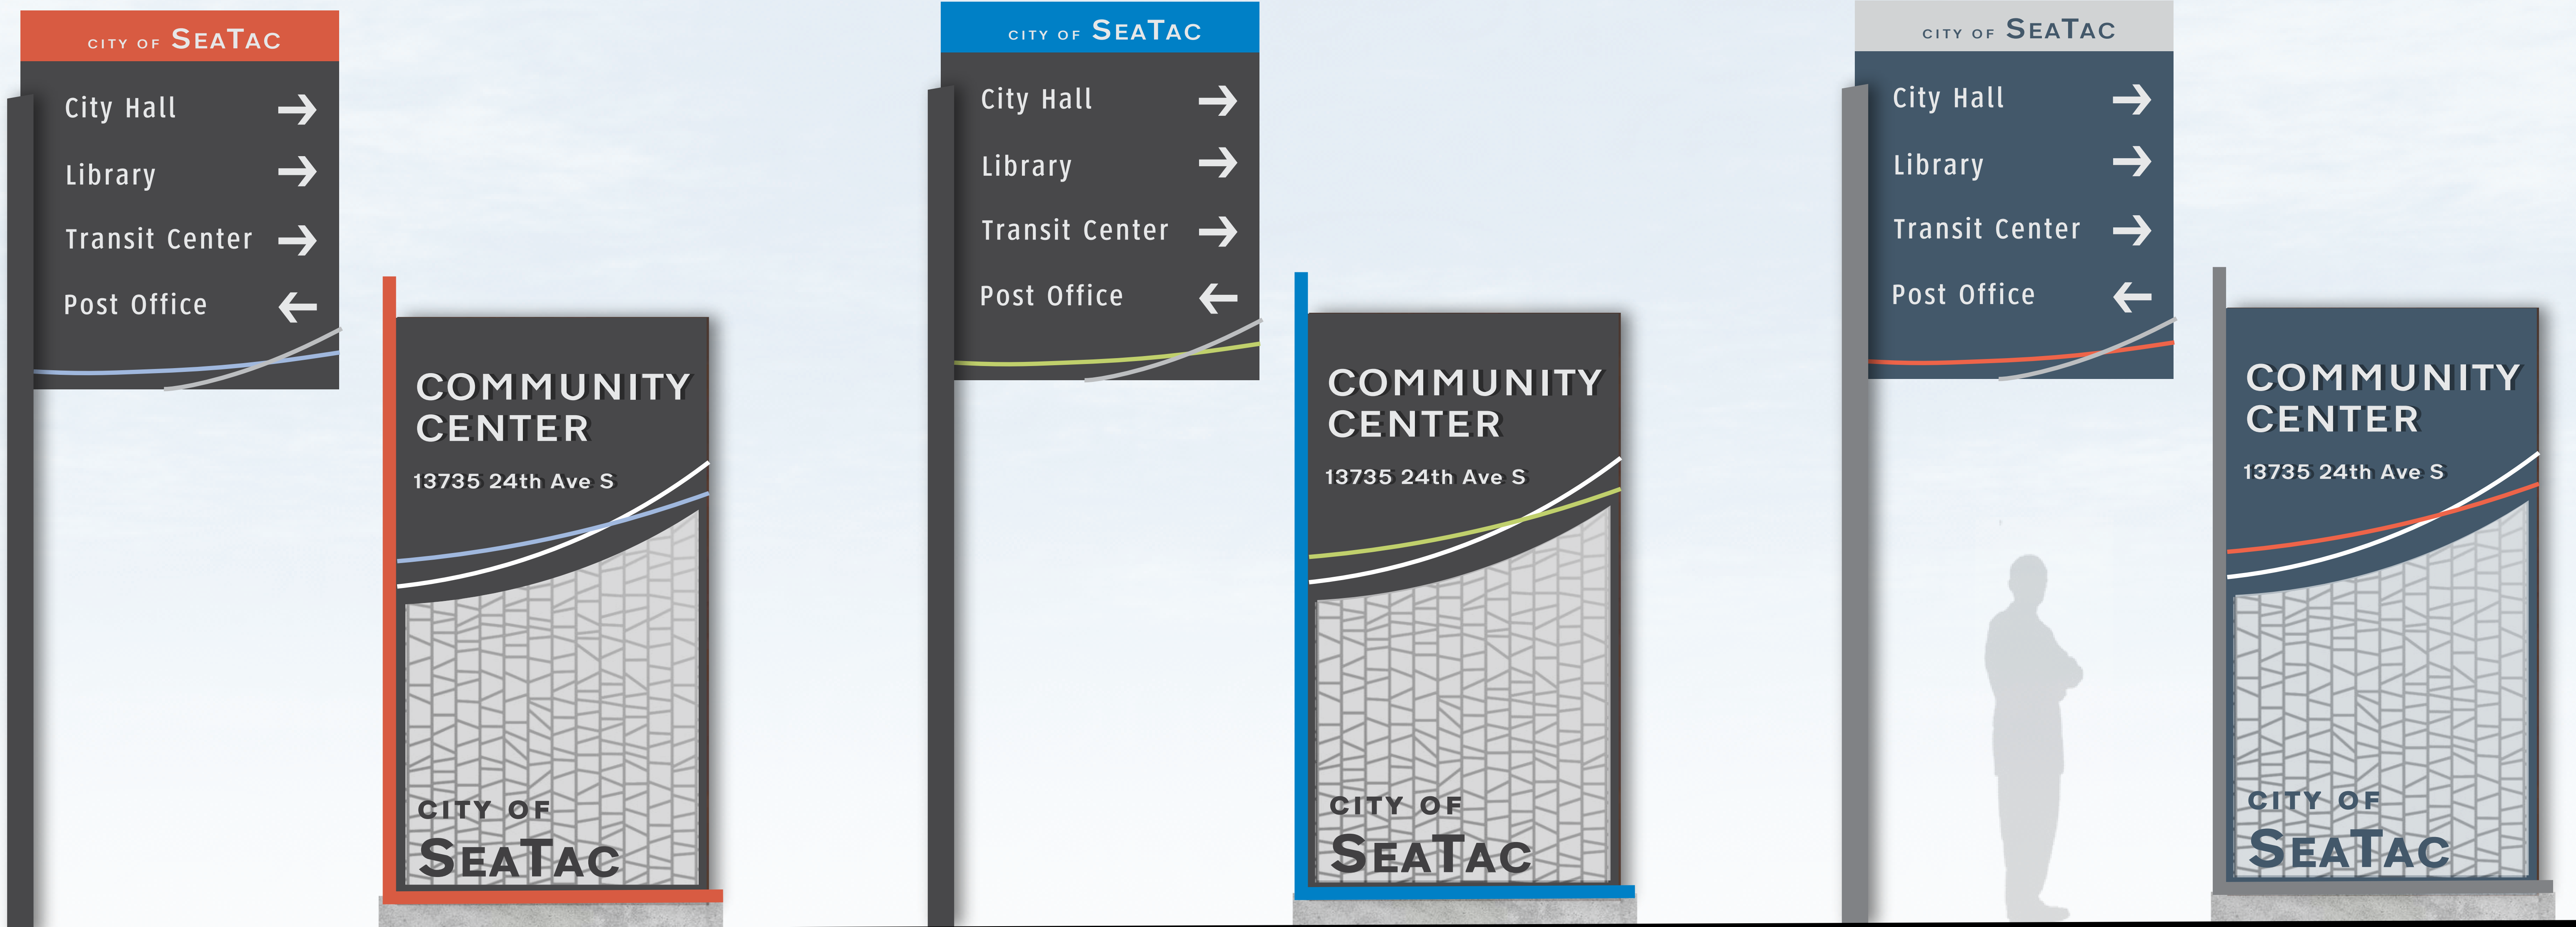 CITY OF SEATAC
City Hall →
Library →
Transit Center →
Post Office ←
COMMUNITY
CENTER
13735 24th Ave S
CITY OF
SEATAC
CITY OF SEATAC
City Hall →
Library →
Transit Center →
Post Office ←
COMMUNITY
CENTER
13735 24th Ave S
CITY OF
SEATAC
CITY OF SEATAC
City Hall →
Library →
Transit Center →
Post Office ←
COMMUNITY
CENTER
13735 24th Ave S
CITY OF
SEATAC